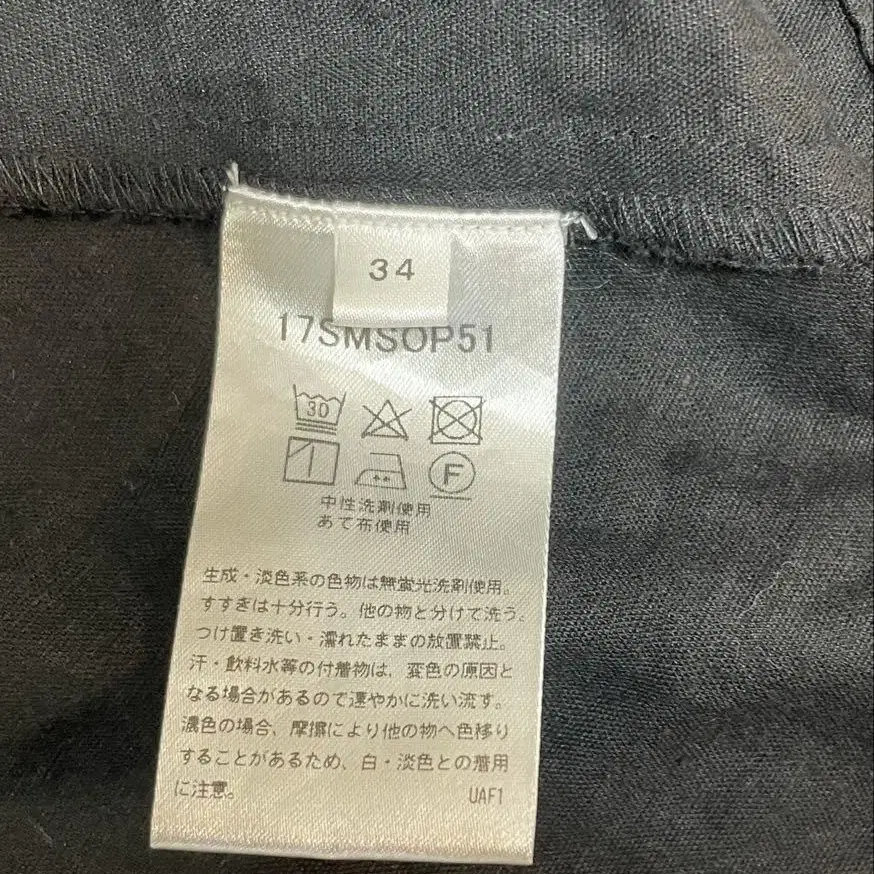 34
17SMSOP51
30
F
中性洗剤使用
あて布使用
生成・淡色系の色物は無蛍光洗剤使用。
すすぎは十分行う。他の物と分けて洗う。
つけ置き洗い・濡れたままの放置禁止。
汗・飲料水等の付着物は、変色の原因と
なる場合があるので速やかに洗い流す。
濃色の場合、摩擦により他の物へ色移り
することがあるため、白・淡色との着用
に注意。
UAF1